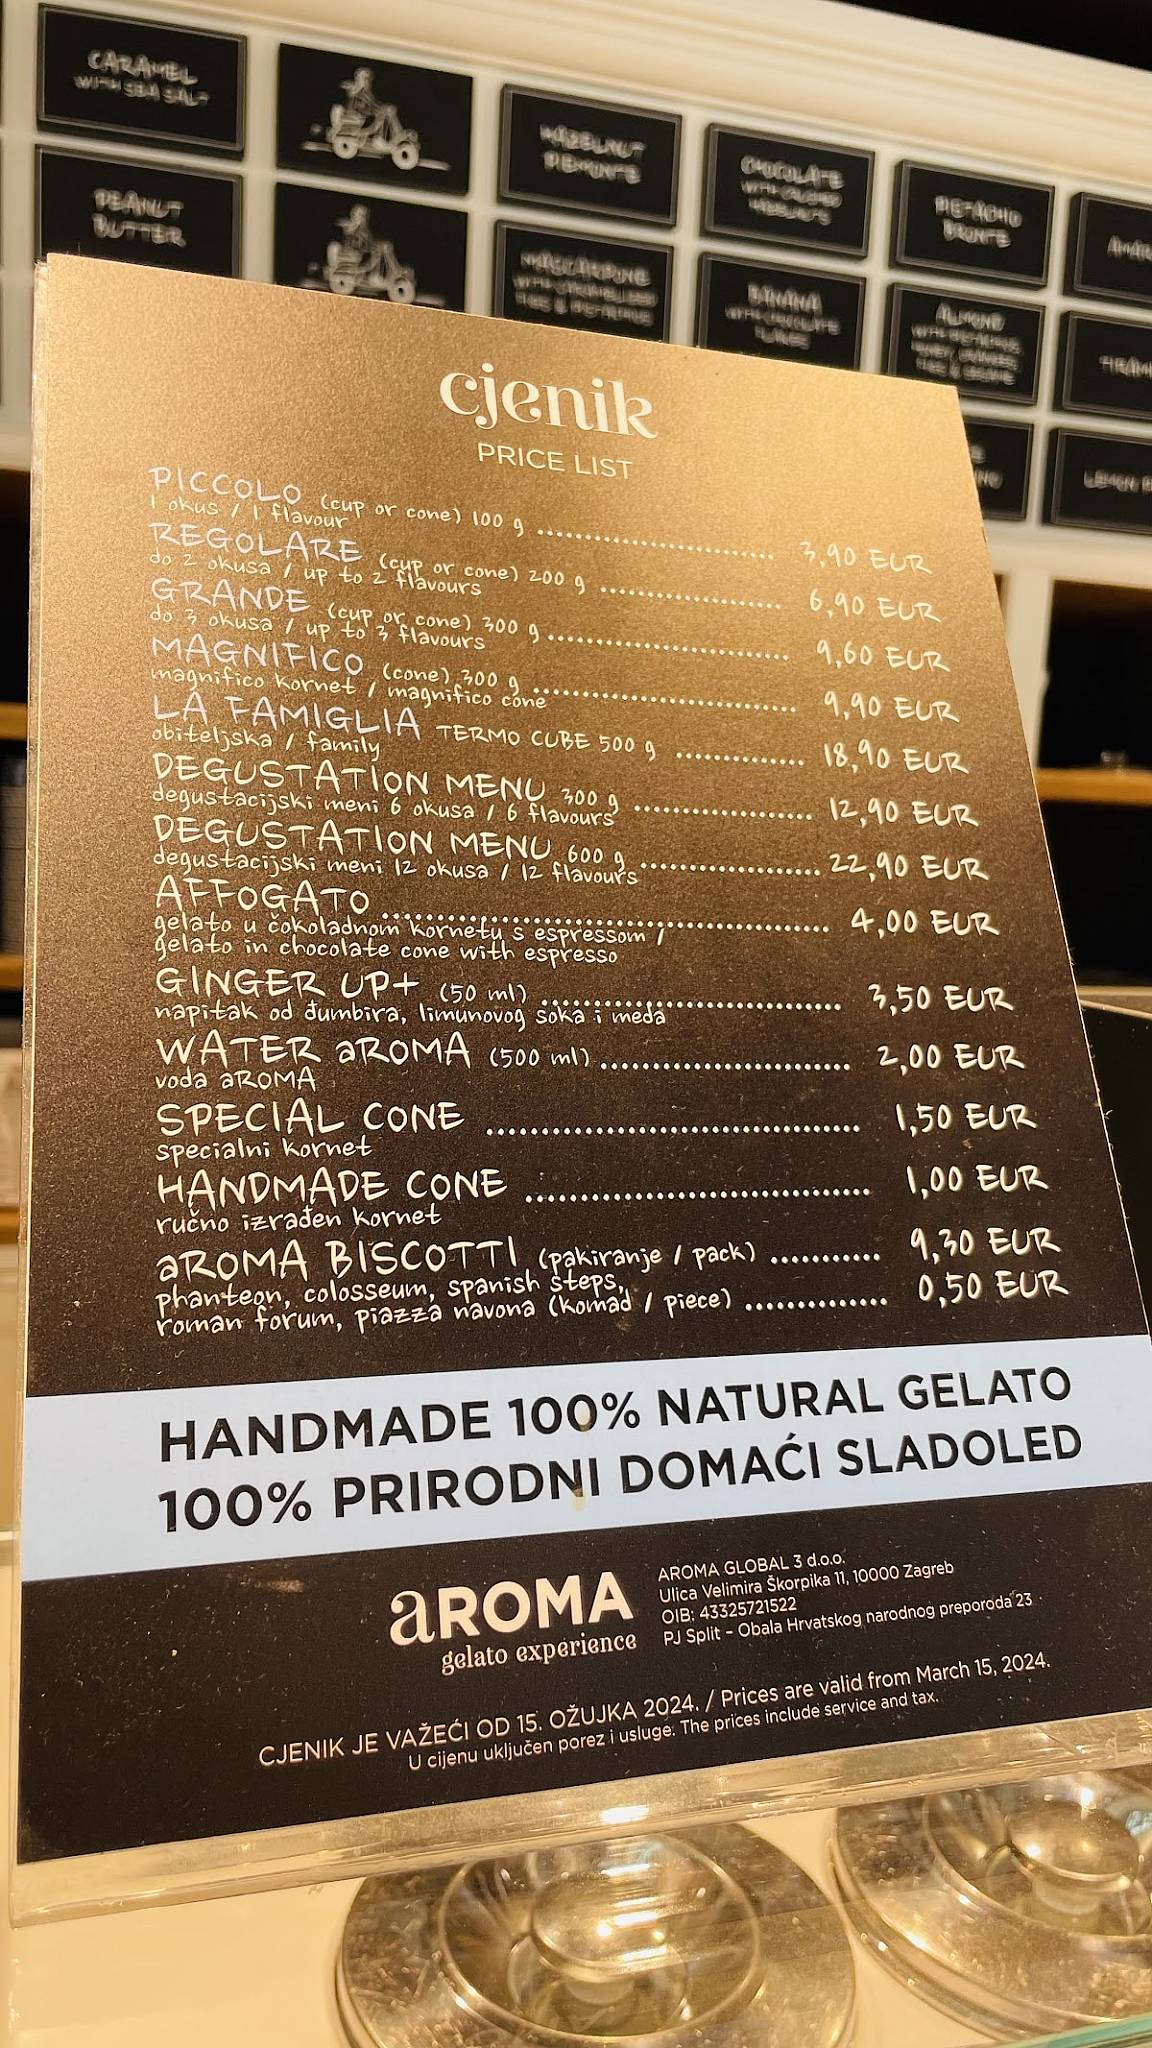 CARAMEL
WITH SEA SALT
HAZELNUT
PIEMONTE
CHOCOLATE
PISTACHIO
BRONTE
PEANUT
BUTTER
MASCARPONE
BANANA
WITH CHOCOLATE
ALMOND
cjenik
PRICE LIST
PICCOLO (cup or cone) 100 g ........ 3,90 EUR
1 okus / 1 flavour
REGOLARE (cup or cone) 200 g ........ 6,90 EUR
do 2 okusa / up to 2 flavours
GRANDE (cup or cone) 300 g ........ 9,60 EUR
do 3 okusa / up to 3 flavours
MAGNIFICO (cone) 300 g ........ 9,90 EUR
magnifico kornet / magnifico cone
LA FAMIGLIA TERMO CUBE 500 g ........ 18,90 EUR
obiteljska / family
DEGUSTATION MENU 300 g ........ 12,90 EUR
degustacijski meni 6 okusa / 6 flavours
DEGUSTATION MENU 600 g ........ 22,90 EUR
degustacijski meni 12 okusa / 12 flavours
AFFOGATO ........ 4,00 EUR
gelato u čokoladnom kornetu s espressom /
gelato in chocolate cone with espresso
GINGER UP+ (50 ml) ........ 3,50 EUR
napitak od đumbira, limunovog soka i meda
WATER aROMA (500 ml) ........ 2,00 EUR
voda aROMA
SPECIAL CONE ........ 1,50 EUR
specialni kornet
HANDMADE CONE ........ 1,00 EUR
ručno izrađen kornet
aROMA BISCOTTI (pakiranje / pack) ........ 9,30 EUR
phanteon, colosseum, spanish steps,
roman forum, piazza navona (komad / piece) ........ 0,50 EUR
HANDMADE 100% NATURAL GELATO
100% PRIRODNI DOMAĆI SLADOLED
aROMA
gelato experience
AROMA GLOBAL 3 d.o.o.
Ulica Velimira Škorpika 11, 10000 Zagreb
OIB: 43325721522
PJ Split – Obala Hrvatskog narodnog preporoda 23
CJENIK JE VAŽEĆI OD 15. OŽUJKA 2024. / Prices are valid from March 15, 2024.
U cijenu uključen porez i usluge. The prices include service and tax.